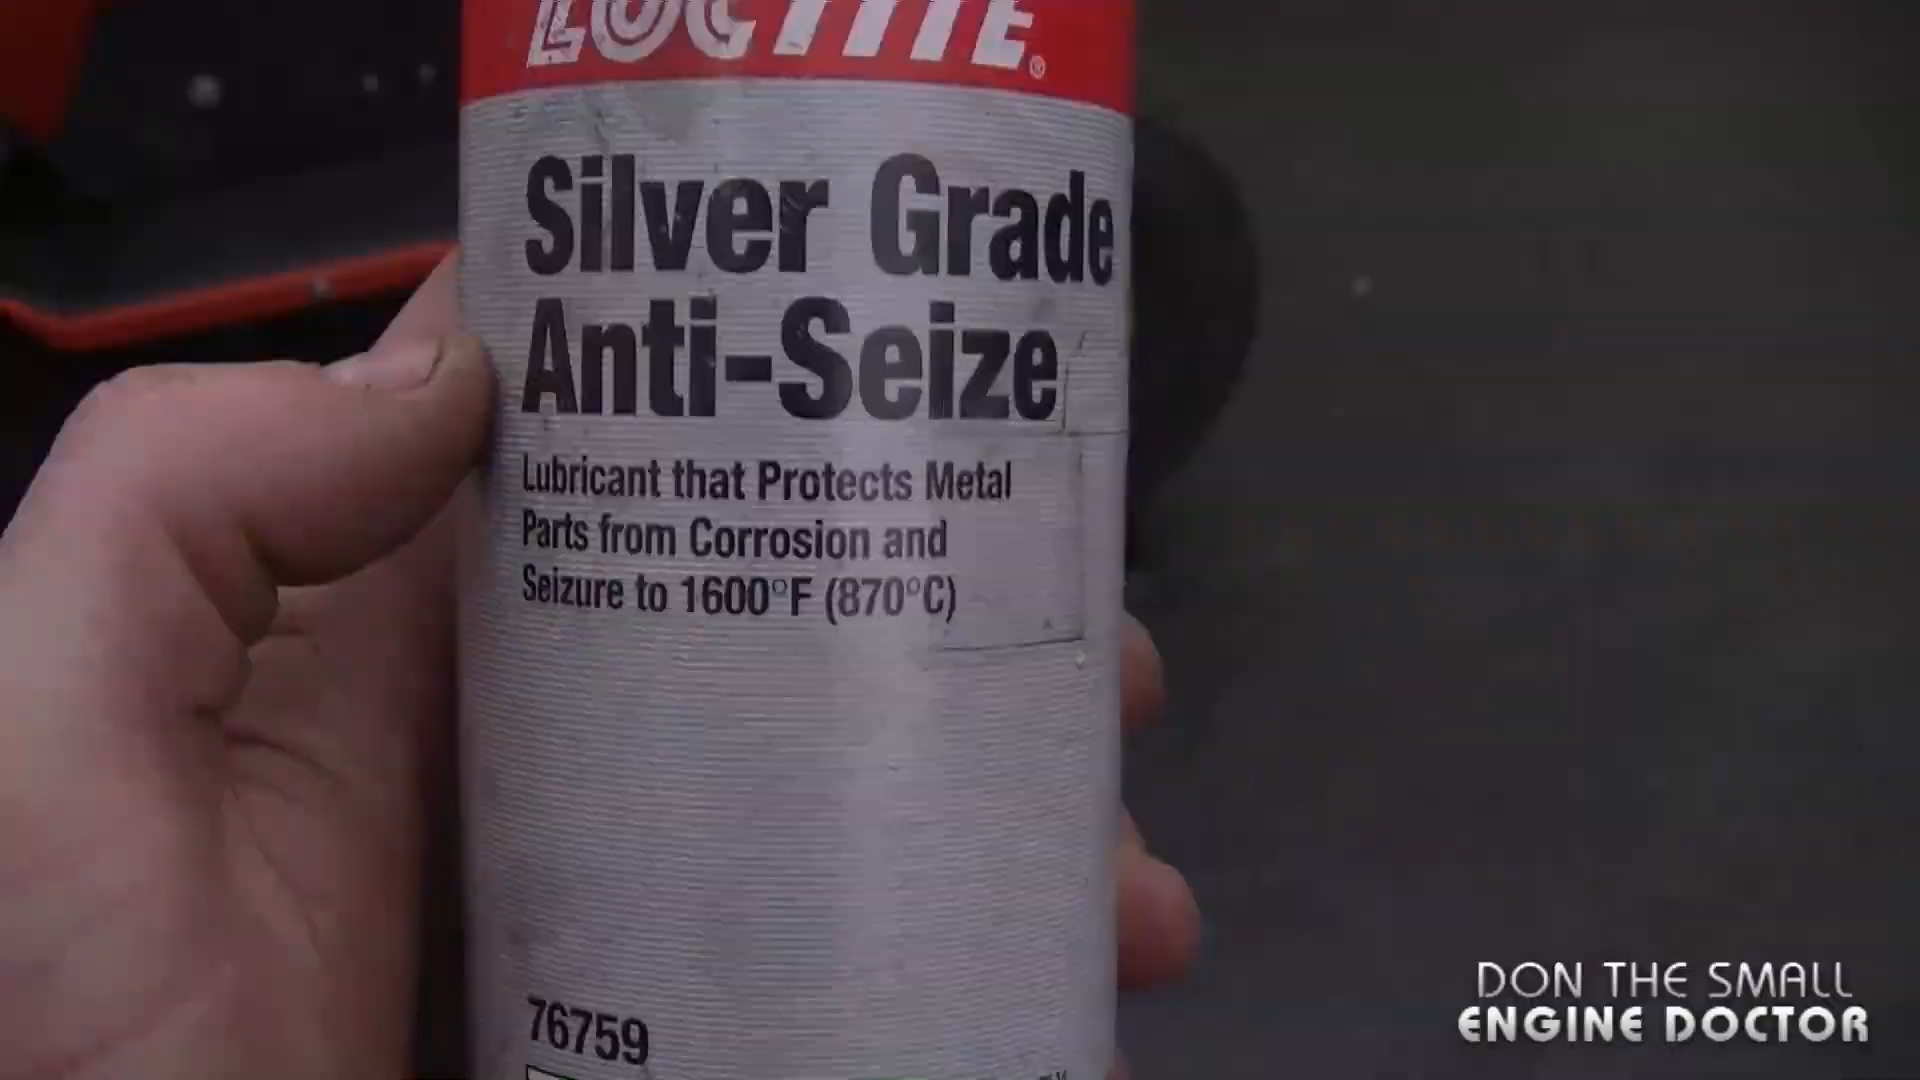 LOCTITE®
Silver Grade
Anti-Seize
Lubricant that Protects Metal
Parts from Corrosion and
Seizure to 1600°F (870°C)
76759
DON THE SMALL
ENGINE DOCTOR